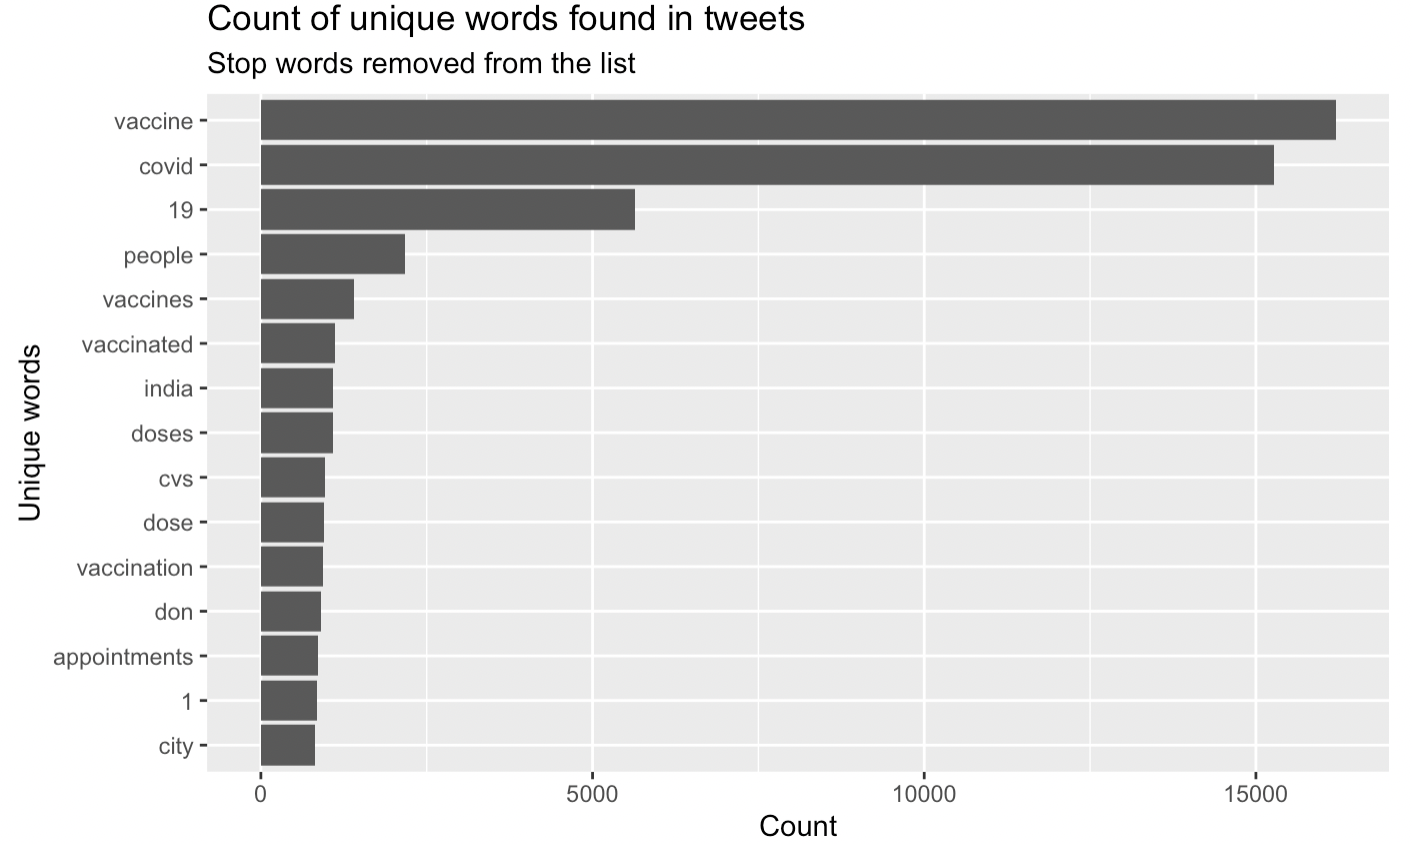 Count of unique words found in tweets
Stop words removed from the list
vaccine
covid
19
people
vaccines
vaccinated
india
doses
cvs
dose
vaccination
don
appointments
1
city
Unique words
0 5000 10000 15000
Count